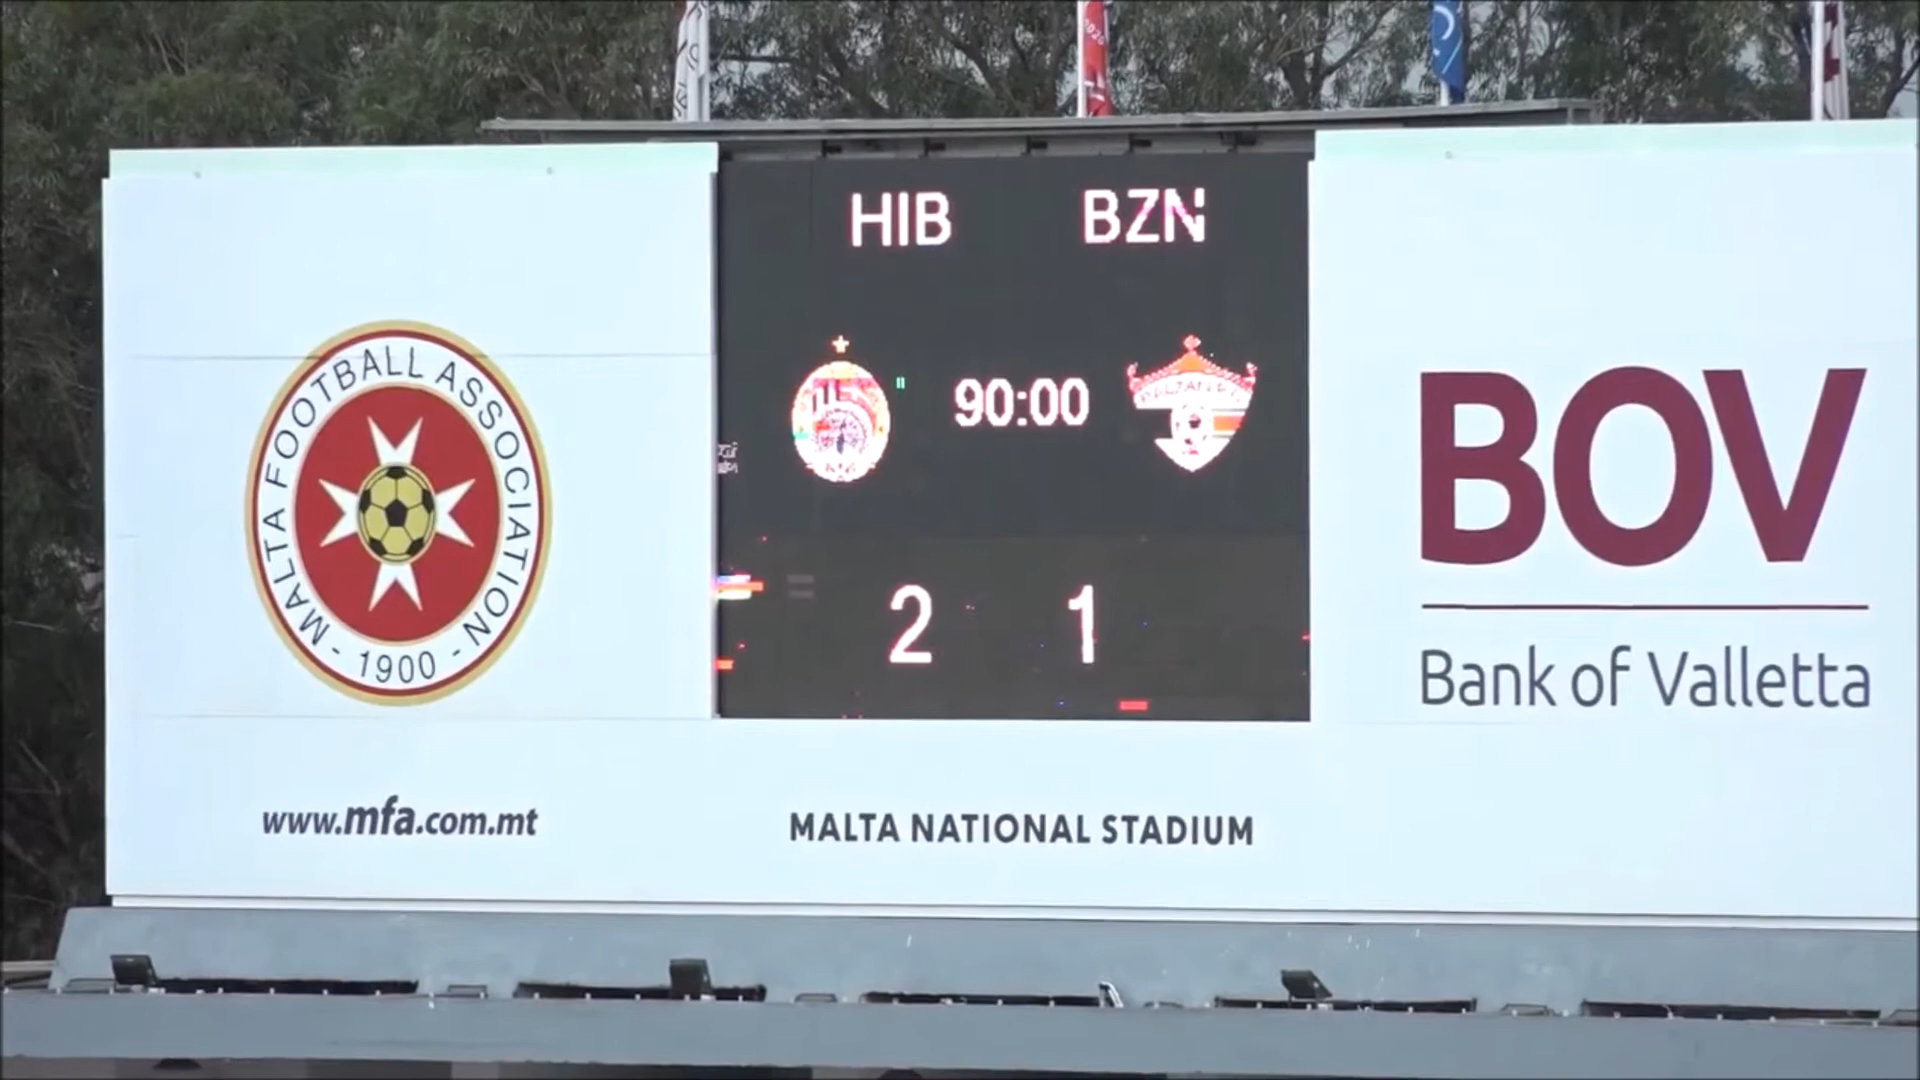 HIB BZN
90:00
BALZAN F.C.
2 1
MALTA FOOTBALL ASSOCIATION
- 1900 -
www.mfa.com.mt
MALTA NATIONAL STADIUM
BOV
Bank of Valletta